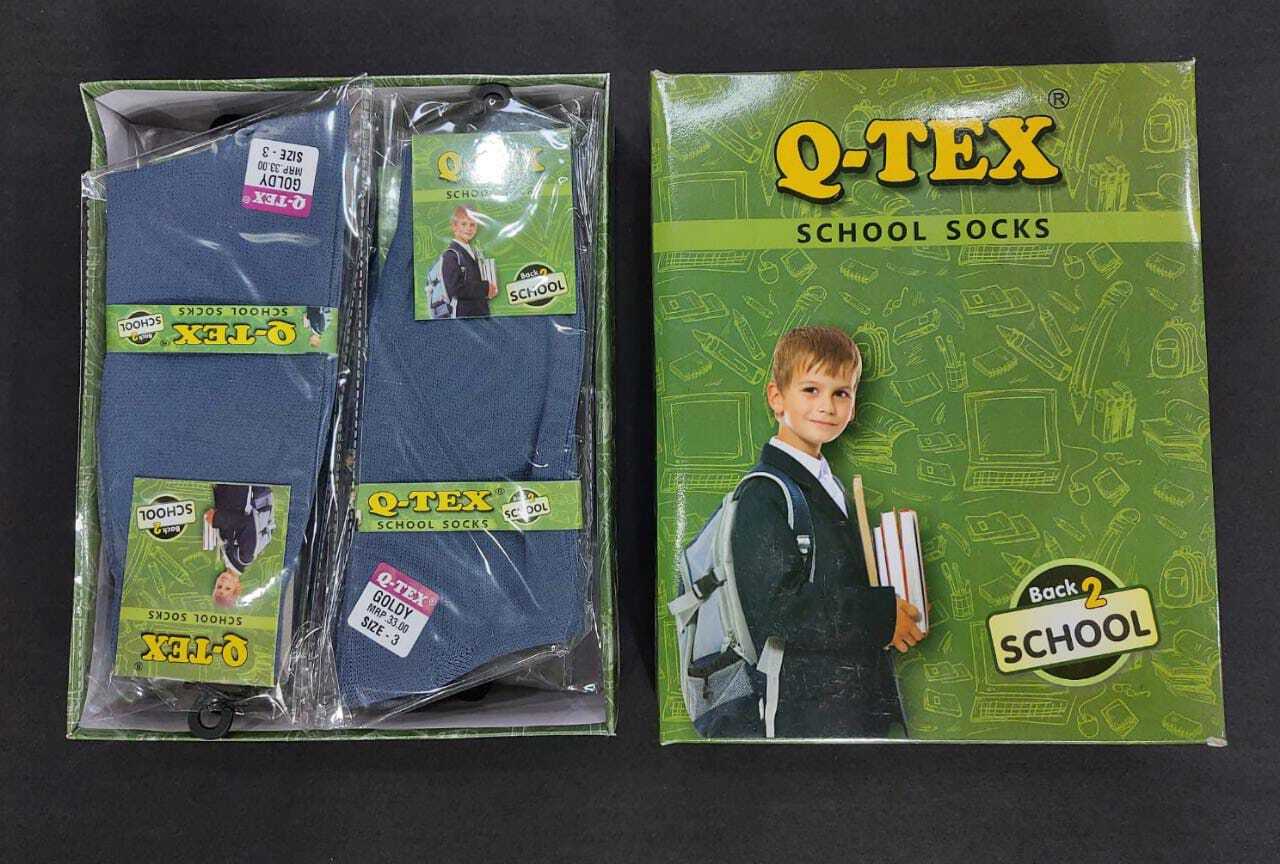 Q-TEX®
GOLDY
MRP.33.00
SIZE - 3
Q-TEX®
SCHOOL SOCKS
Back 2
SCHOOL
Back 2
SCHOOL
Q-TEX
SCHOOL SOCKS
Q-TEX
SCHOOL
Back 2
SCHOOL
Q-TEX®
SCHOOL SOCKS
SCHOOL
Q-TEX®
GOLDY
MRP.33.00
SIZE - 3
Q-TEX®
SCHOOL SOCKS
Back 2
SCHOOL